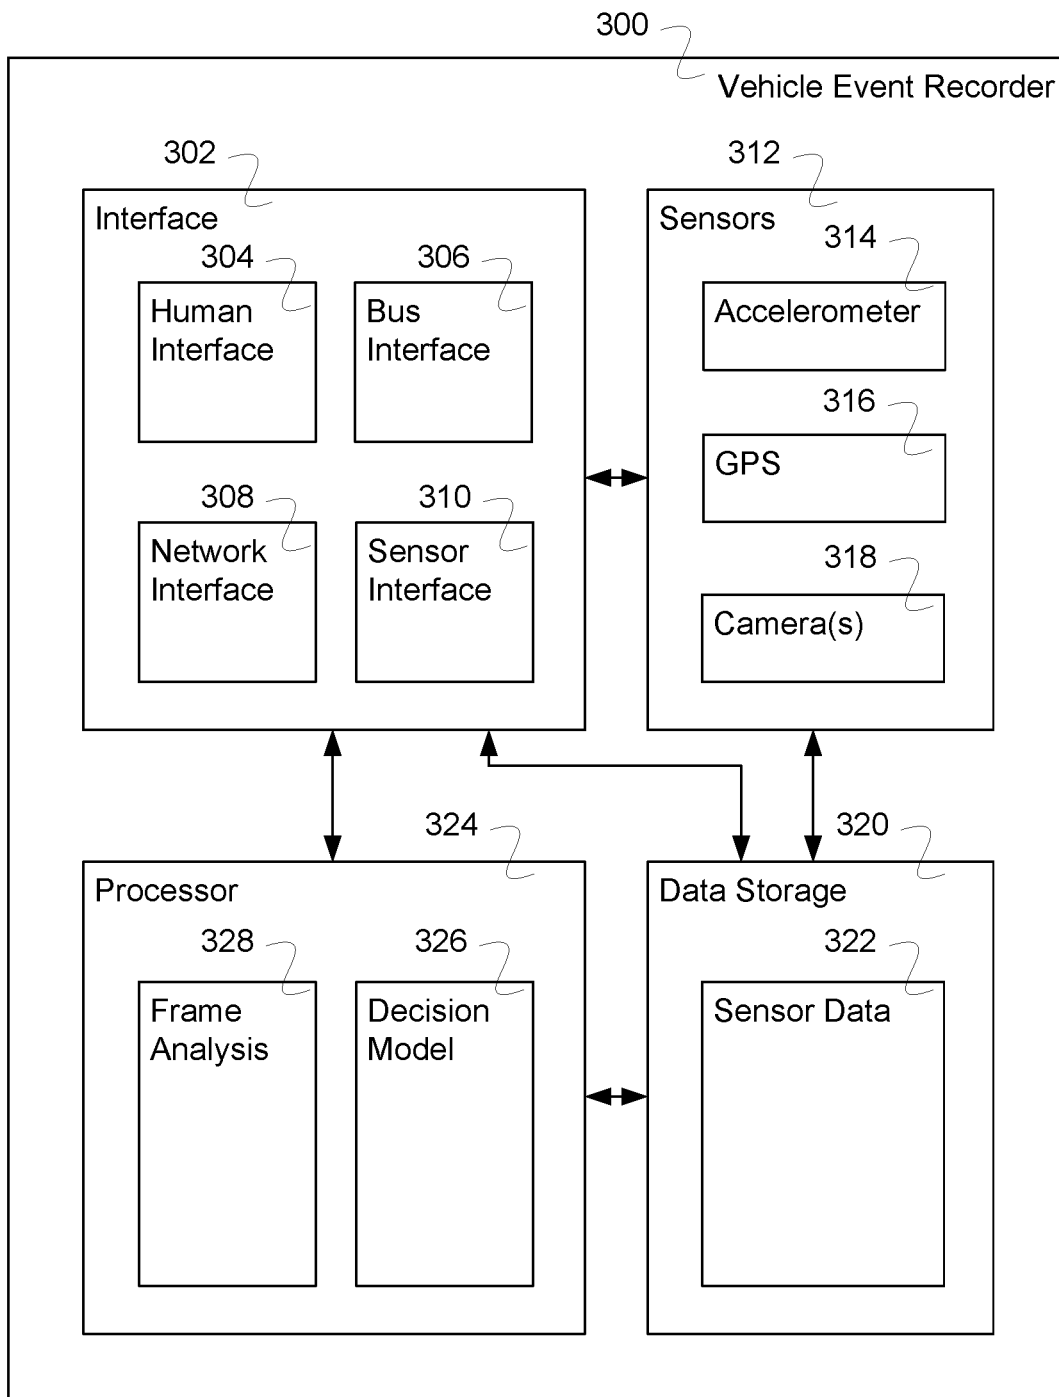 300
Vehicle Event Recorder
302
Interface
304
Human
Interface
306
Bus
Interface
308
Network
Interface
310
Sensor
Interface
312
Sensors
314
Accelerometer
316
GPS
318
Camera(s)
324
Processor
328
Frame
Analysis
326
Decision
Model
320
Data Storage
322
Sensor Data